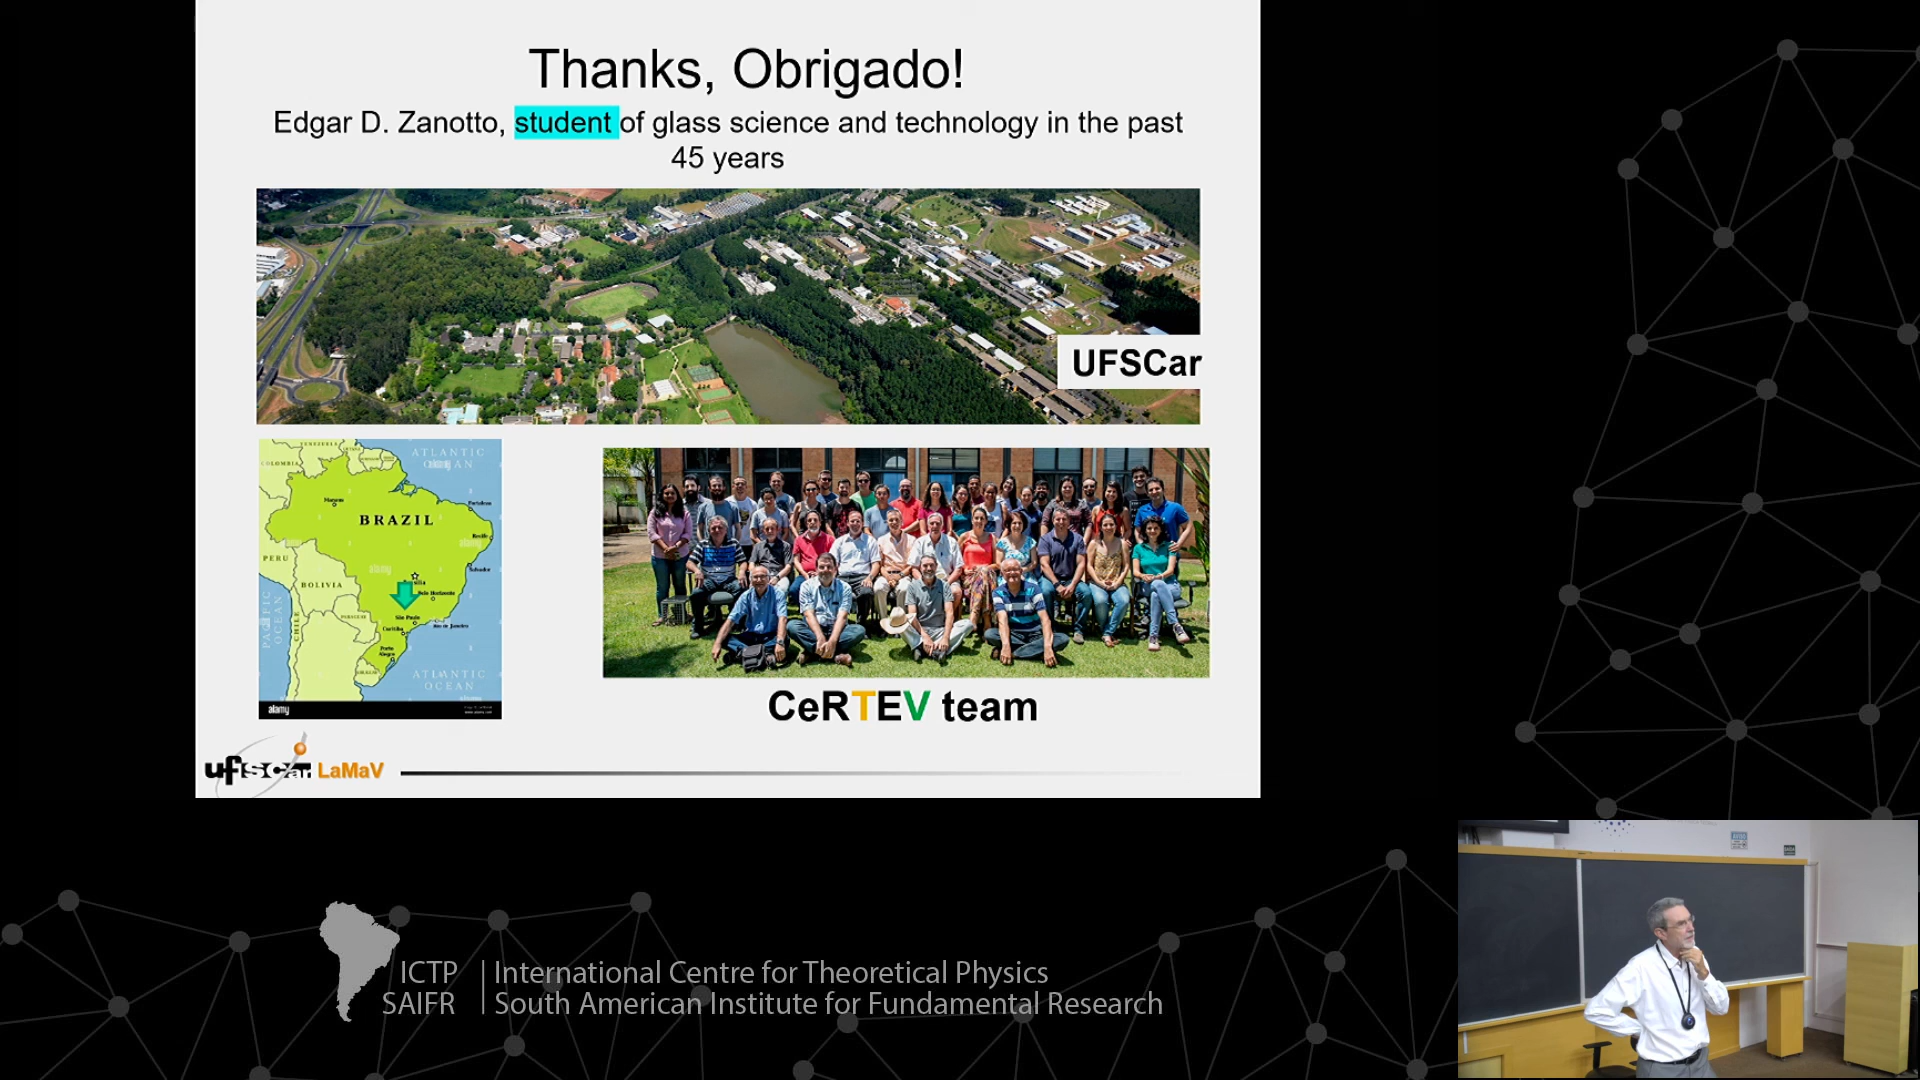 Thanks, Obrigado!
Edgar D. Zanotto, student of glass science and technology in the past
45 years
UFSCar
VENEZUELA
COLOMBIA
ATLANTIC
OCEAN
Manaus
Fortaleza
BRAZIL
Recife
PERU
alamy
Salvador
BOLIVIA
Belo Horizonte
PACIFIC
OCEAN
CHILE
São Paulo
Rio de Janeiro
Curitiba
Porto
Alegre
ATLANTIC
OCEAN
alamy
CeRTEV team
ufscar LaMaV
ICTP
SAIFR
International Centre for Theoretical Physics
South American Institute for Fundamental Research